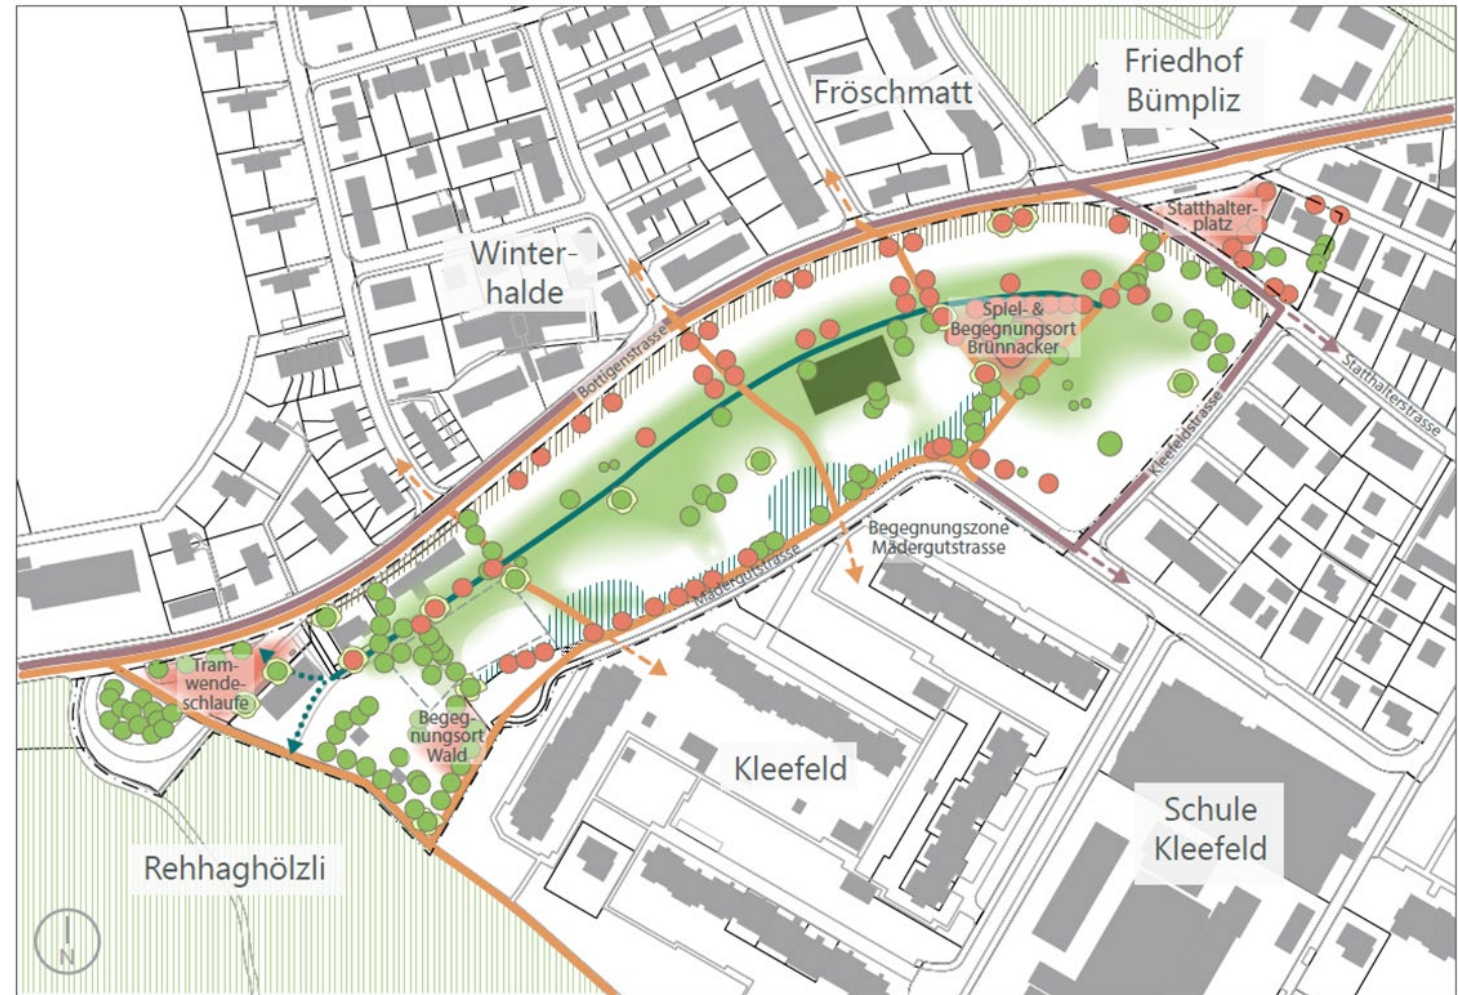 Friedhof
Bümpliz
Fröschmatt
Statthalter-
platz
Winter-
halde
Bottigenstrasse
Spiel- &
Begegnungsort
Brünnacker
Statthalterstrasse
Kleefeldstrasse
Begegnungszone
Mädergutstrasse
Mädergutstrasse
Tram-
wende-
schlaufe
Begeg-
nungsort
Wald
Kleefeld
Schule
Kleefeld
Rehhaghölzli
N